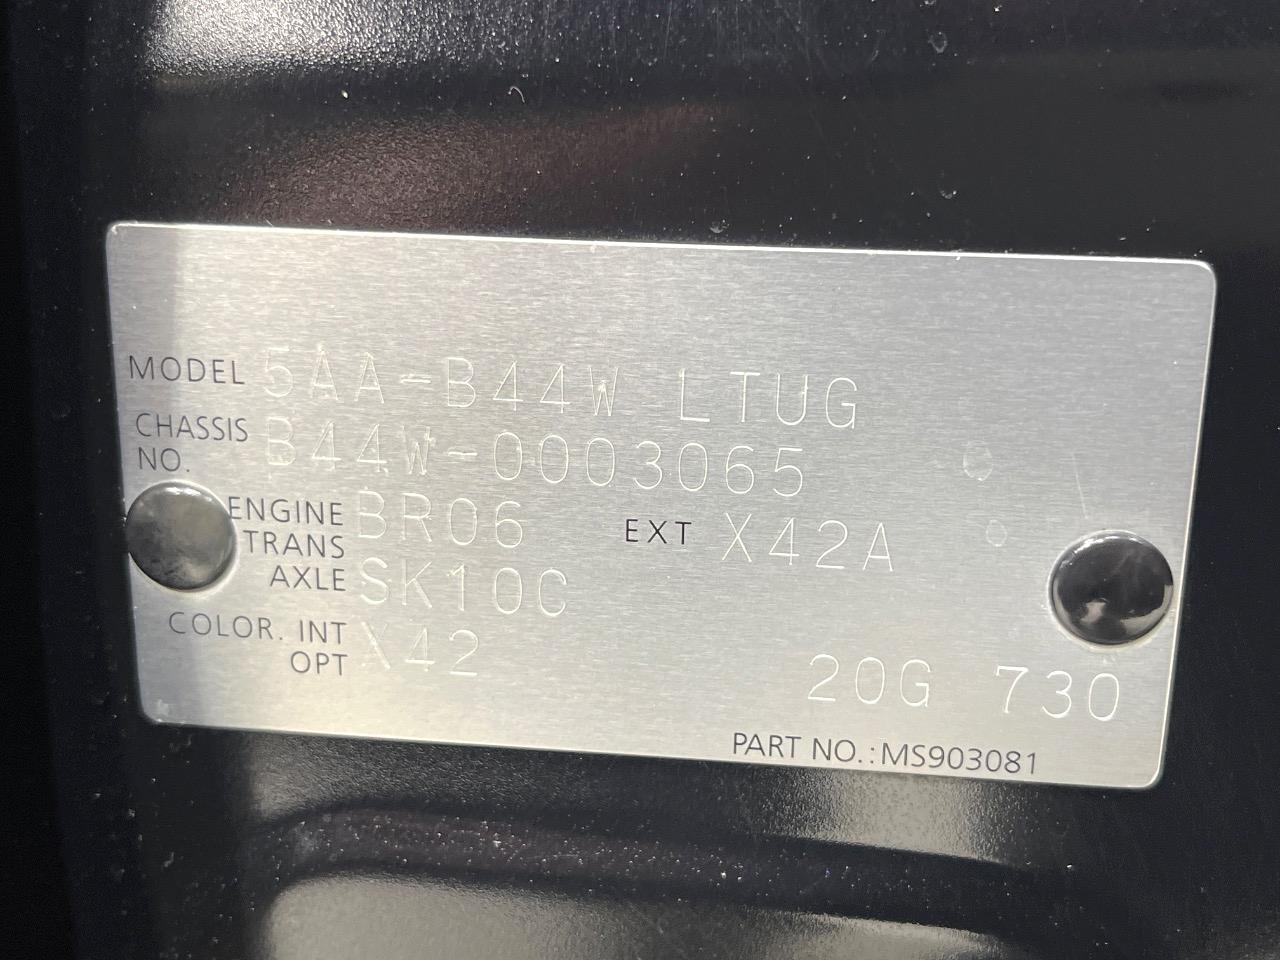 MODEL 5AA-B44W LTUG
CHASSIS NO. B44W-0003065
ENGINE BR06 EXT X42A
TRANS AXLE SK10C
COLOR. INT OPT X42 20G 730
PART NO.:MS903081